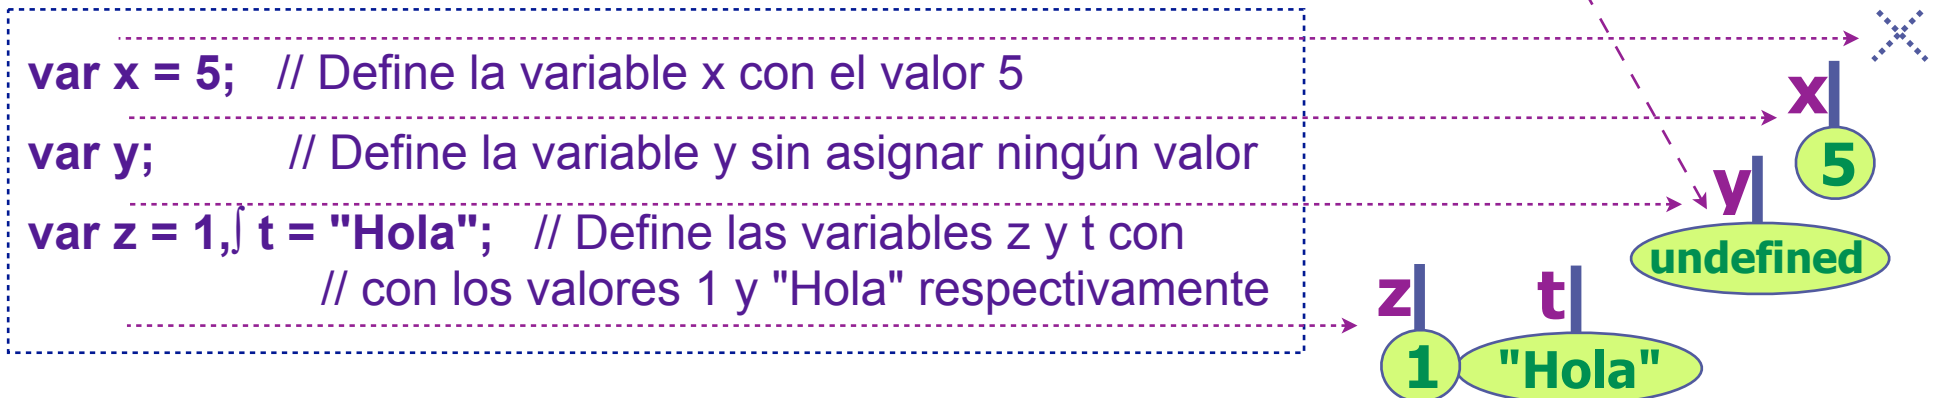 var x = 5;   // Define la variable x con el valor 5
x
var y;   // Define la variable y sin asignar ningún valor
5
y
var z = 1,∫ t = "Hola";   // Define las variables z y t con
undefined
// con los valores 1 y "Hola" respectivamente
z t
1 "Hola"